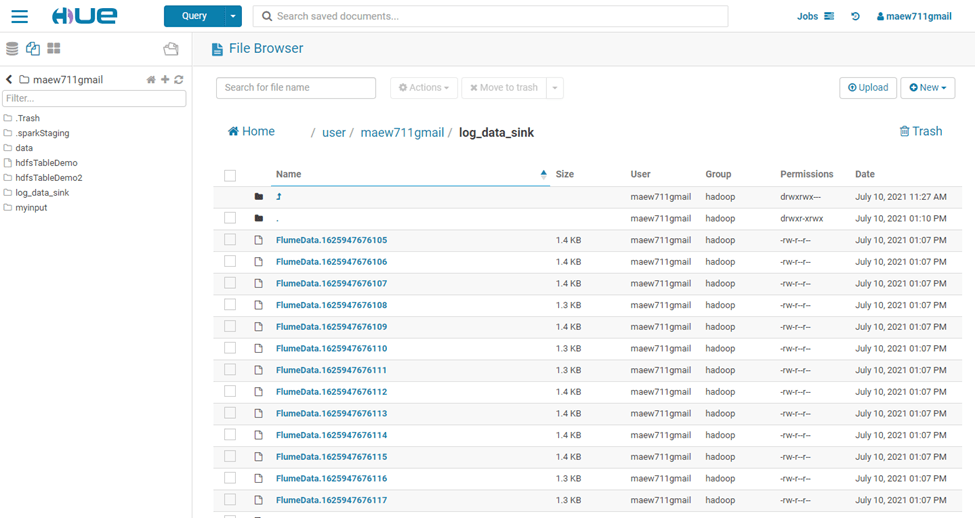 HUE
Query
Search saved documents...
Jobs
maew711gmail
File Browser
maew711gmail
Filter...
.Trash
.sparkStaging
data
hdfsTableDemo
hdfsTableDemo2
log_data_sink
myinput
Search for file name
Actions
Move to trash
Upload
New
Home / user / maew711gmail / log_data_sink
Trash
Name Size User Group Permissions Date
maew711gmail hadoop drwxrwx--- July 10, 2021 11:27 AM
. maew711gmail hadoop drwxr-xrwx July 10, 2021 01:10 PM
FlumeData.1625947676105 1.4 KB maew711gmail hadoop -rw-r--r-- July 10, 2021 01:07 PM
FlumeData.1625947676106 1.4 KB maew711gmail hadoop -rw-r--r-- July 10, 2021 01:07 PM
FlumeData.1625947676107 1.4 KB maew711gmail hadoop -rw-r--r-- July 10, 2021 01:07 PM
FlumeData.1625947676108 1.3 KB maew711gmail hadoop -rw-r--r-- July 10, 2021 01:07 PM
FlumeData.1625947676109 1.4 KB maew711gmail hadoop -rw-r--r-- July 10, 2021 01:07 PM
FlumeData.1625947676110 1.3 KB maew711gmail hadoop -rw-r--r-- July 10, 2021 01:07 PM
FlumeData.1625947676111 1.3 KB maew711gmail hadoop -rw-r--r-- July 10, 2021 01:07 PM
FlumeData.1625947676112 1.4 KB maew711gmail hadoop -rw-r--r-- July 10, 2021 01:07 PM
FlumeData.1625947676113 1.4 KB maew711gmail hadoop -rw-r--r-- July 10, 2021 01:07 PM
FlumeData.1625947676114 1.4 KB maew711gmail hadoop -rw-r--r-- July 10, 2021 01:07 PM
FlumeData.1625947676115 1.4 KB maew711gmail hadoop -rw-r--r-- July 10, 2021 01:07 PM
FlumeData.1625947676116 1.3 KB maew711gmail hadoop -rw-r--r-- July 10, 2021 01:07 PM
FlumeData.1625947676117 1.3 KB maew711gmail hadoop -rw-r--r-- July 10, 2021 01:07 PM